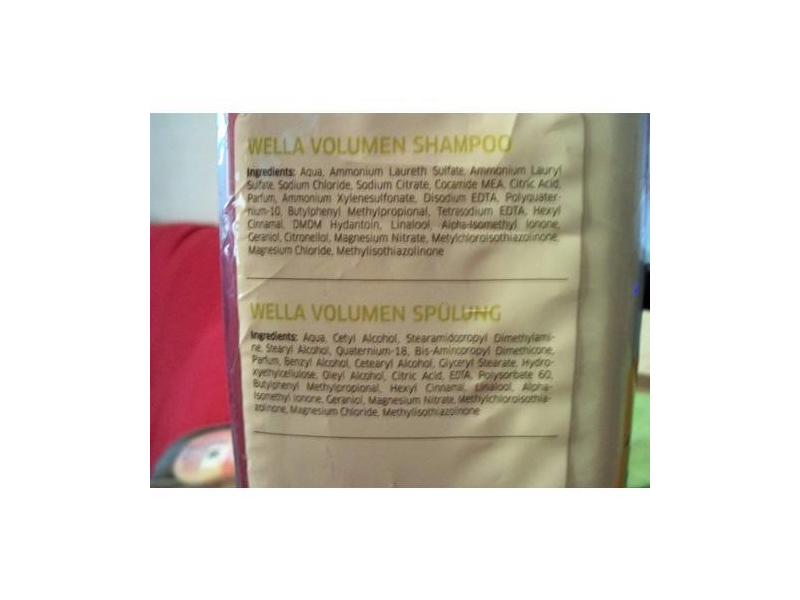 WELLA VOLUMEN SHAMPOO
Ingredients: Aqua, Ammonium Laureth Sulfate, Ammonium Lauryl
Sulfate, Sodium Chloride, Sodium Citrate, Cocamide MEA, Citric Acid,
Parfum, Ammonium Xylenesulfonate, Disodium EDTA, Polyquater-
nium-10, Butylphenyl Methylpropional, Tetrasodium EDTA, Hexyl
Cinnamal, DMDM Hydantoin, Linalool, Alpha-Isomethyl Ionone,
Geraniol, Citronellol, Magnesium Nitrate, Metylchloroisothiazolinone,
Magnesium Chloride, Methylisothiazolinone
WELLA VOLUMEN SPÜLUNG
Ingredients: Aqua, Cetyl Alcohol, Stearamidopropyl Dimethylami-
ne, Stearyl Alcohol, Quaternium-18, Bis-Aminopropyl Dimethicone,
Parfum, Benzyl Alcohol, Cetearyl Alcohol, Glyceryl Stearate, Hydro-
xyethylcellulose, Oleyl Alcohol, Citric Acid, EDTA, Polysorbate 60,
Butylphenyl Methylpropional, Hexyl Cinnamal, Linalool, Alpha-
Isomethyl Ionone, Geraniol, Magnesium Nitrate, Methylchloroisothia-
zolinone, Magnesium Chloride, Methylisothiazolinone